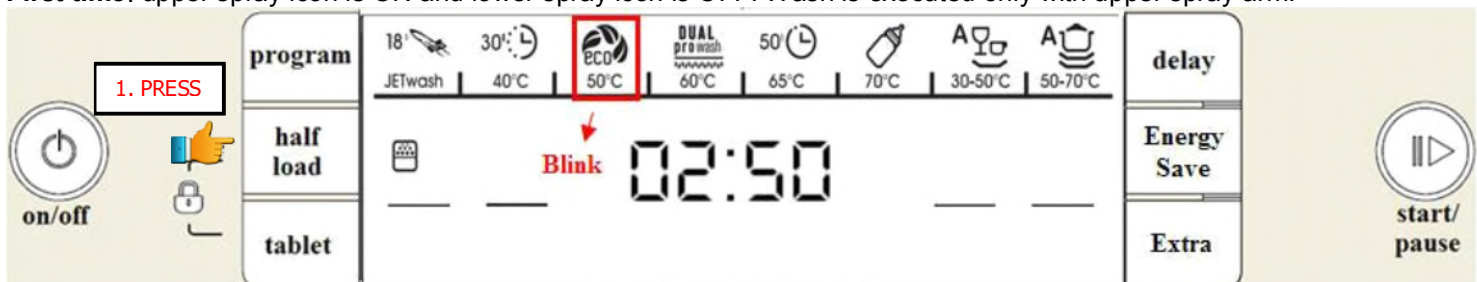 First time: upper spray icon is ON and lower spray icon is OFF. Wash is executed only with upper spray arm.
program
18' 30' eco DUAL pro wash 50' A A
JETwash 40°C 50°C 60°C 65°C 70°C 30-50°C 50-70°C
delay
1. PRESS
half
load
Blink
02:50
Energy
Save
on/off
start/
pause
tablet
Extra